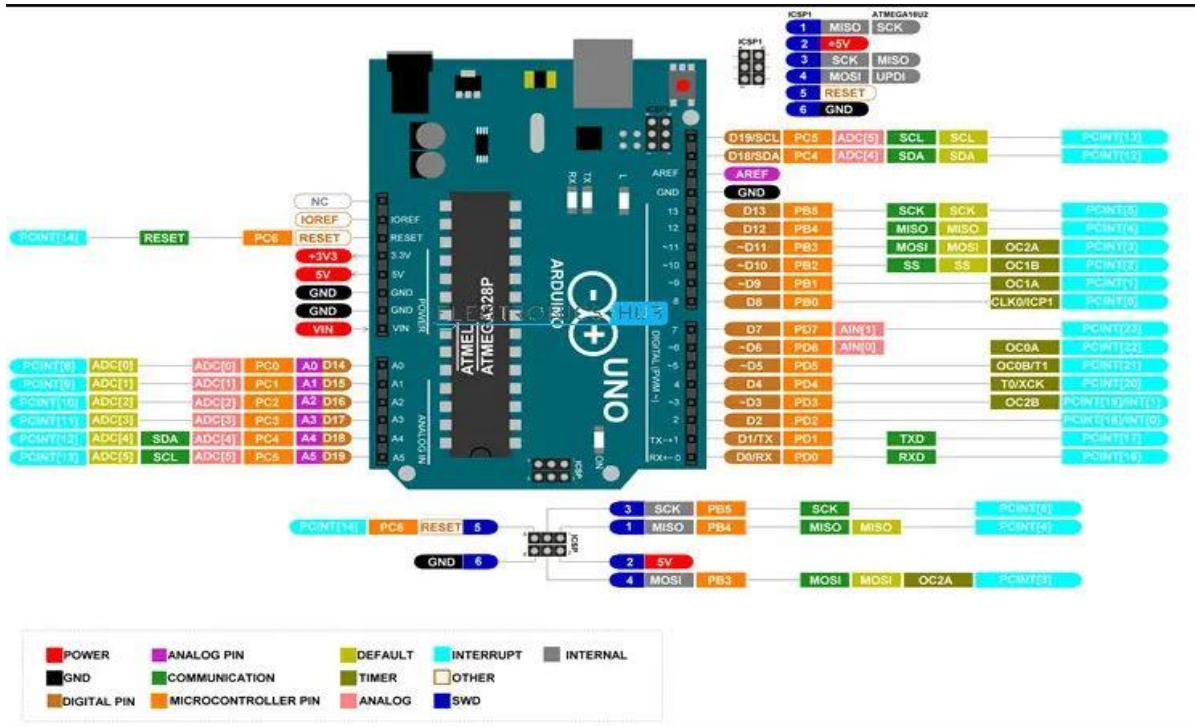 ICSP1 ATMEGA16U2
1 MISO SCK
2 +5V
3 SCK MISO
4 MOSI UPDI
5 RESET
6 GND
ICSP1
ICSP1
D19/SCL PC5 ADC[5] SCL SCL PCINT[13]
D18/SDA PC4 ADC[4] SDA SDA PCINT[12]
AREF AREF
GND GND
13 D13 PB5 SCK SCK PCINT[5]
12 D12 PB4 MISO MISO PCINT[4]
~11 ~D11 PB3 MOSI MOSI OC2A PCINT[3]
~10 ~D10 PB2 SS SS OC1B PCINT[2]
~9 ~D9 PB1 OC1A PCINT[1]
8 D8 PB0 CLK0/ICP1 PCINT[0]
7 D7 PD7 AIN[1] PCINT[23]
~6 ~D6 PD6 AIN[0] OC0A PCINT[22]
~5 ~D5 PD5 OC0B/T1 PCINT[21]
4 D4 PD4 T0/XCK PCINT[20]
~3 ~D3 PD3 OC2B PCINT[19]/INT[1]
2 D2 PD2 PCINT[18]/INT[0]
TX→1 D1/TX PD1 TXD PCINT[17]
RX←0 D0/RX PD0 RXD PCINT[16]
NC
IOREF IOREF
PCINT[14] RESET PC6 RESET RESET
+3V3 3.3V
5V 5V
GND GND
GND GND
VIN VIN
PCINT[8] ADC[0] ADC[0] PC0 A0 D14 A0
PCINT[9] ADC[1] ADC[1] PC1 A1 D15 A1
PCINT[10] ADC[2] ADC[2] PC2 A2 D16 A2
PCINT[11] ADC[3] ADC[3] PC3 A3 D17 A3
PCINT[12] ADC[4] SDA ADC[4] PC4 A4 D18 A4
PCINT[13] ADC[5] SCL ADC[5] PC5 A5 D19 A5
POWER
ANALOG IN
RX TX L
ATMEL
ATMEGA328P
ARDUINO
UNO
ELECTRONICS HUB
DIGITAL (PWM ~)
ON
ICSP
3 SCK PB5 SCK PCINT[5]
PCINT[14] PC6 RESET 5
1 MISO PB4 MISO MISO PCINT[4]
ICSP
GND 6
2 5V
4 MOSI PB3 MOSI MOSI OC2A PCINT[3]
POWER ANALOG PIN DEFAULT INTERRUPT INTERNAL
GND COMMUNICATION TIMER OTHER
DIGITAL PIN MICROCONTROLLER PIN ANALOG SWD